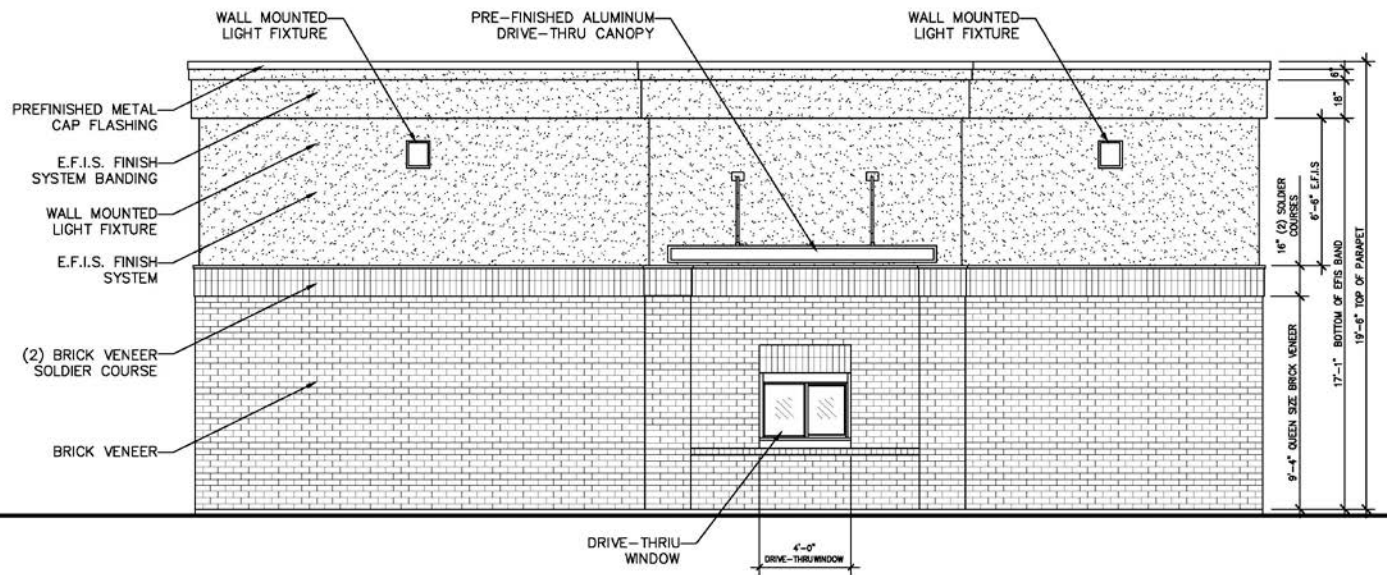 WALL MOUNTED
LIGHT FIXTURE
PRE-FINISHED ALUMINUM
DRIVE-THRU CANOPY
WALL MOUNTED
LIGHT FIXTURE
PREFINISHED METAL
CAP FLASHING
E.F.I.S. FINISH
SYSTEM BANDING
WALL MOUNTED
LIGHT FIXTURE
E.F.I.S. FINISH
SYSTEM
(2) BRICK VENEER
SOLDIER COURSE
BRICK VENEER
DRIVE-THRIU
WINDOW
4'-0"
DRIVE-THRUWINDOW
6"
18"
16" (2) SOLDIER
COURSES
6'-6" E.F.I.S
9'-4" QUEEN SIZE BRICK VENEER
17'-1" BOTTOM OF EFIS BAND
19'-6" TOP OF PARAPET